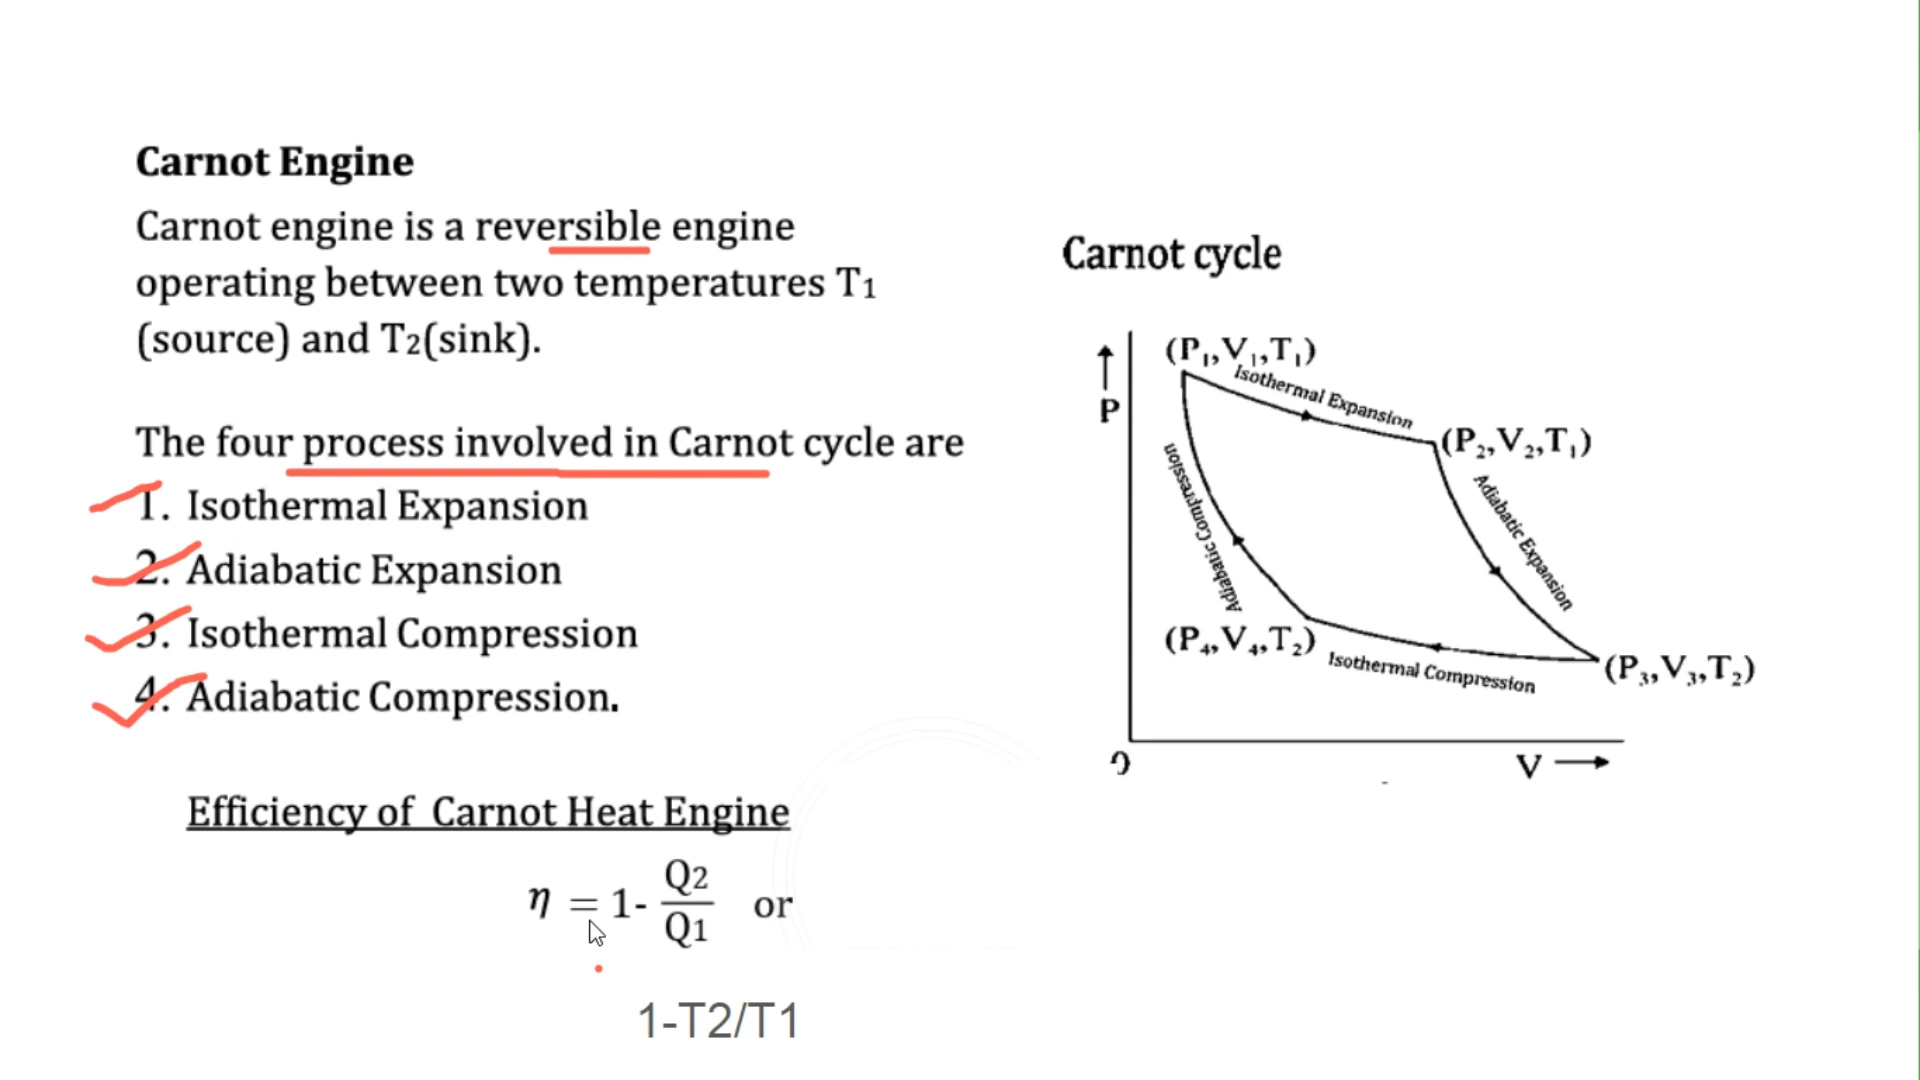 Carnot Engine
Carnot engine is a reversible engine
operating between two temperatures T₁
(source) and T₂(sink).
The four process involved in Carnot cycle are
1. Isothermal Expansion
2. Adiabatic Expansion
3. Isothermal Compression
4. Adiabatic Compression.
Efficiency of Carnot Heat Engine
η = 1- Q2/Q1 or
1-T2/T1
Carnot cycle
P
(P₁,V₁,T₁)
Isothermal Expansion
(P₂,V₂,T₁)
Adiabatic Expansion
Adiabatic Compression
(P₄,V₄,T₂)
Isothermal Compression
(P₃,V₃,T₂)
O
V